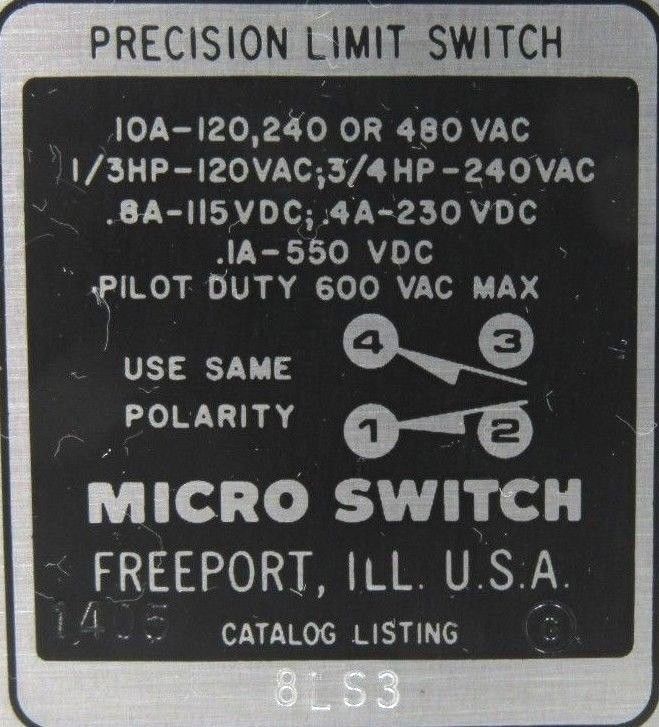 PRECISION LIMIT SWITCH
10A-120,240 OR 480 VAC
1/3HP-120VAC;3/4HP-240VAC
.8A-115VDC; .4A-230VDC
.1A-550 VDC
PILOT DUTY 600 VAC MAX
4 3
USE SAME
POLARITY
1 2
MICRO SWITCH
FREEPORT, ILL. U.S.A.
CATALOG LISTING
8LS3